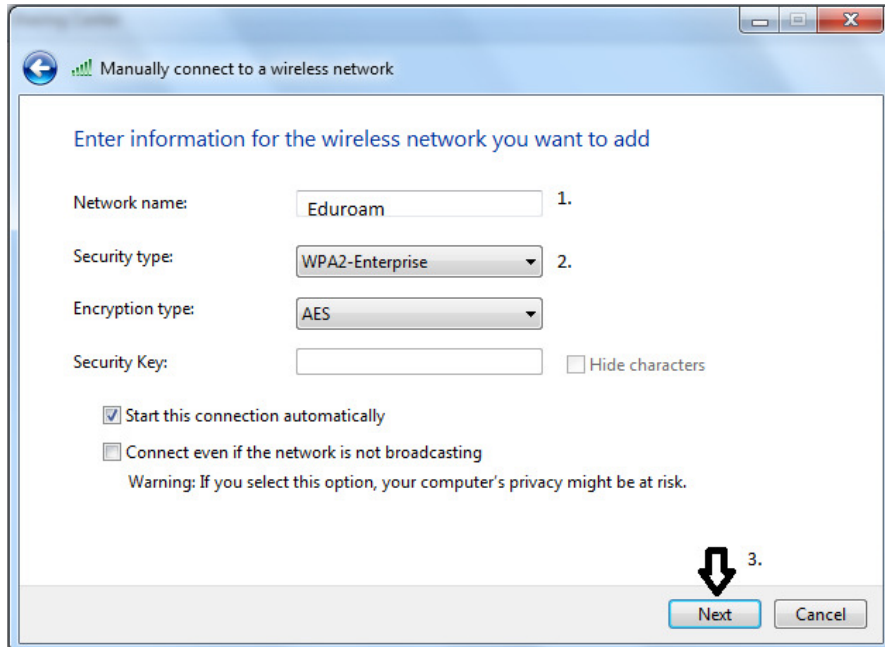 Sharing Center
Manually connect to a wireless network
Enter information for the wireless network you want to add
Network name: Eduroam 1.
Security type: WPA2-Enterprise 2.
Encryption type: AES
Security Key: Hide characters
Start this connection automatically
Connect even if the network is not broadcasting
Warning: If you select this option, your computer's privacy might be at risk.
3.
Next Cancel